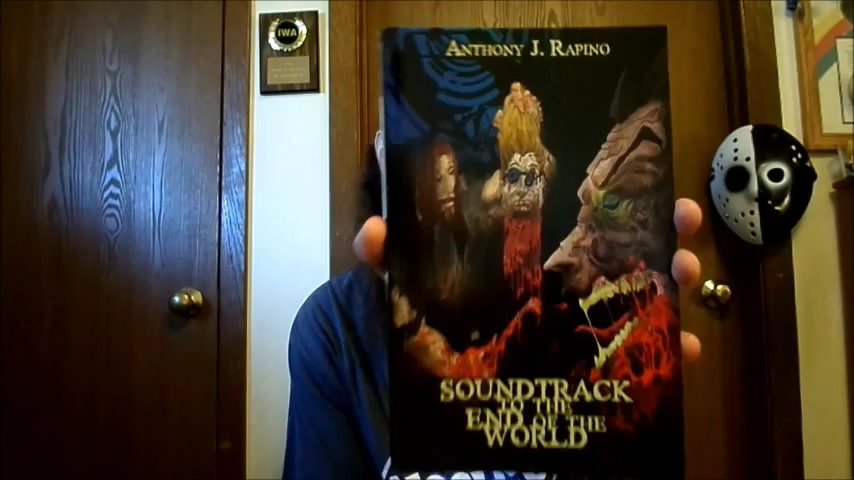 IWA
ANTHONY J. RAPINO
SOUNDTRACK
TO THE
END OF THE
WORLD